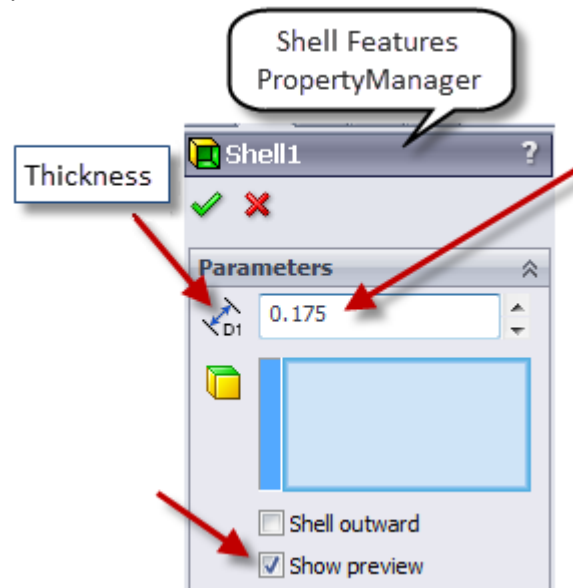 Shell Features
PropertyManager
Shell1 ?
Thickness
Parameters
D1 0.175
Shell outward
Show preview